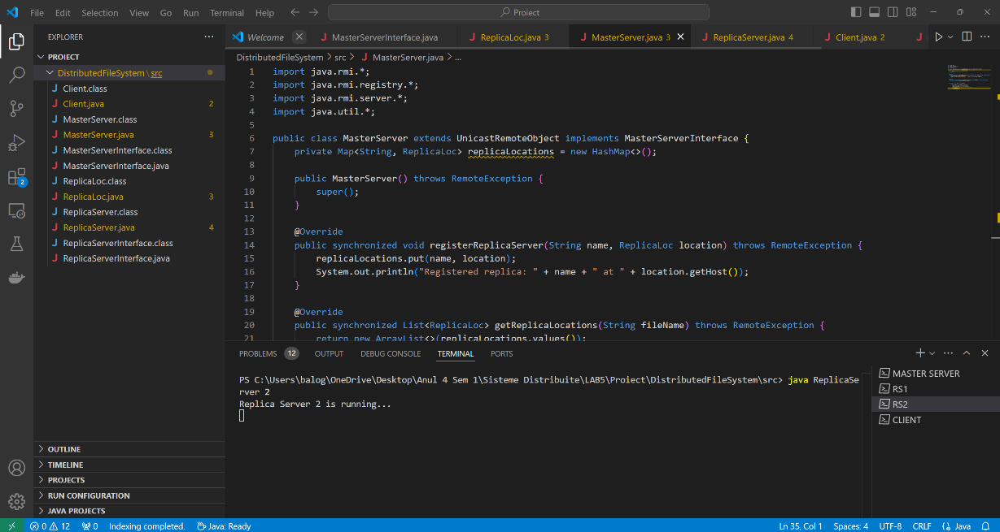 File Edit Selection View Go Run Terminal Help Proiect
EXPLORER
PROIECT
DistributedFileSystem \ src
Client.class
Client.java 2
MasterServer.class
MasterServer.java 3
MasterServerInterface.class
MasterServerInterface.java
ReplicaLoc.class
ReplicaLoc.java 3
ReplicaServer.class
ReplicaServer.java 4
ReplicaServerInterface.class
ReplicaServerInterface.java
OUTLINE
TIMELINE
PROJECTS
RUN CONFIGURATION
JAVA PROJECTS
2
Welcome MasterServerInterface.java ReplicaLoc.java 3 MasterServer.java 3 ReplicaServer.java 4 Client.java 2
DistributedFileSystem > src > MasterServer.java > ...
1 import java.rmi.*;
2 import java.rmi.registry.*;
3 import java.rmi.server.*;
4 import java.util.*;
5
6 public class MasterServer extends UnicastRemoteObject implements MasterServerInterface {
7 private Map<String, ReplicaLoc> replicaLocations = new HashMap<>();
8
9 public MasterServer() throws RemoteException {
10 super();
11 }
12
13 @Override
14 public synchronized void registerReplicaServer(String name, ReplicaLoc location) throws RemoteException {
15 replicaLocations.put(name, location);
16 System.out.println("Registered replica: " + name + " at " + location.getHost());
17 }
18
19 @Override
20 public synchronized List<ReplicaLoc> getReplicaLocations(String fileName) throws RemoteException {
21 return new ArrayList<>(replicaLocations.values());
PROBLEMS 12 OUTPUT DEBUG CONSOLE TERMINAL PORTS
PS C:\Users\balog\OneDrive\Desktop\Anul 4 Sem 1\Sisteme Distribuite\LAB5\Proiect\DistributedFileSystem\src> java ReplicaSe
rver 2
Replica Server 2 is running...
MASTER SERVER
RS1
RS2
CLIENT
0 12 0 Indexing completed. Java: Ready Ln 35, Col 1 Spaces: 4 UTF-8 CRLF Java